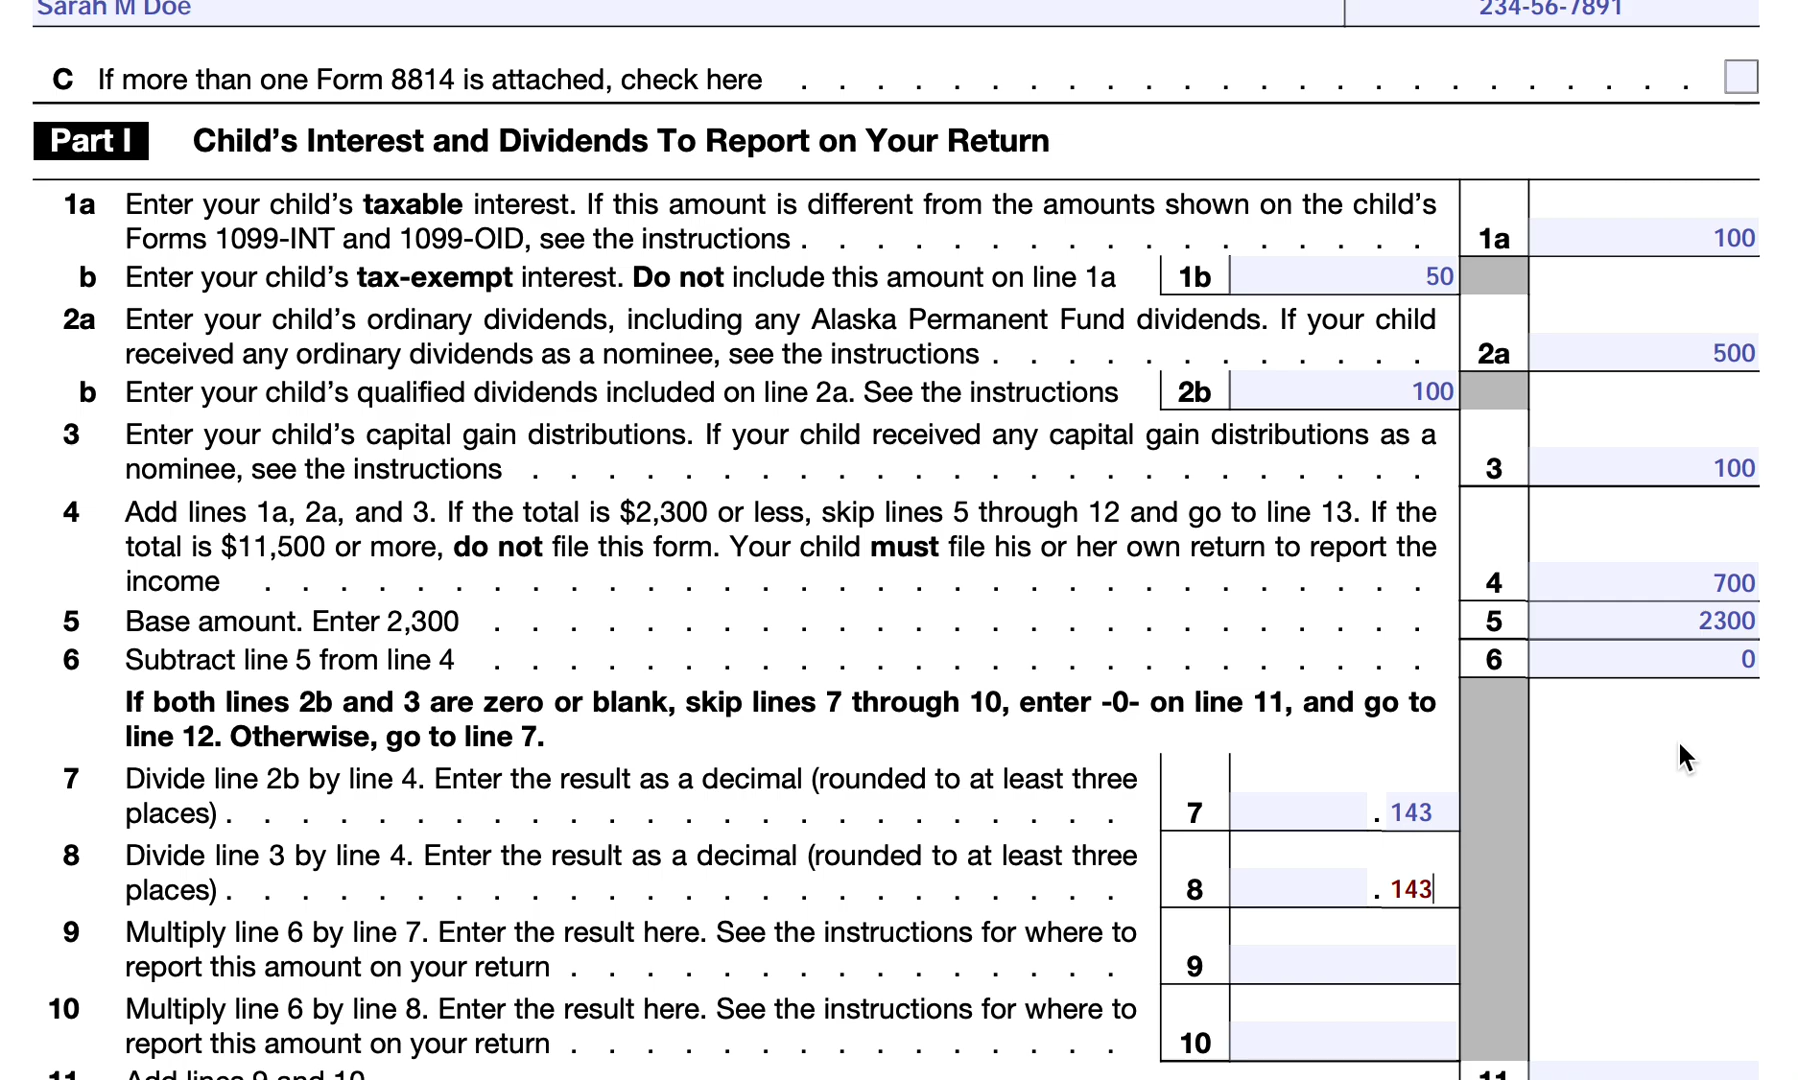 Sarah M Doe 234-56-7891
C If more than one Form 8814 is attached, check here . . . . . . . . . . . . . . . . . . . . . . . .
Part I Child's Interest and Dividends To Report on Your Return
1a Enter your child's taxable interest. If this amount is different from the amounts shown on the child's
Forms 1099-INT and 1099-OID, see the instructions . . . . . . . . . . . . . . . . . 1a 100
b Enter your child's tax-exempt interest. Do not include this amount on line 1a 1b 50
2a Enter your child's ordinary dividends, including any Alaska Permanent Fund dividends. If your child
received any ordinary dividends as a nominee, see the instructions . . . . . . . . . . . . 2a 500
b Enter your child's qualified dividends included on line 2a. See the instructions 2b 100
3 Enter your child's capital gain distributions. If your child received any capital gain distributions as a
nominee, see the instructions . . . . . . . . . . . . . . . . . . . . . . . . 3 100
4 Add lines 1a, 2a, and 3. If the total is $2,300 or less, skip lines 5 through 12 and go to line 13. If the
total is $11,500 or more, do not file this form. Your child must file his or her own return to report the
income . . . . . . . . . . . . . . . . . . . . . . . . . . . . . . . 4 700
5 Base amount. Enter 2,300 . . . . . . . . . . . . . . . . . . . . . . . . . 5 2300
6 Subtract line 5 from line 4 . . . . . . . . . . . . . . . . . . . . . . . . . 6 0
If both lines 2b and 3 are zero or blank, skip lines 7 through 10, enter -0- on line 11, and go to
line 12. Otherwise, go to line 7.
7 Divide line 2b by line 4. Enter the result as a decimal (rounded to at least three
places) . . . . . . . . . . . . . . . . . . . . . . . . 7 . 143
8 Divide line 3 by line 4. Enter the result as a decimal (rounded to at least three
places) . . . . . . . . . . . . . . . . . . . . . . . . 8 . 143
9 Multiply line 6 by line 7. Enter the result here. See the instructions for where to
report this amount on your return . . . . . . . . . . . . . . . 9
10 Multiply line 6 by line 8. Enter the result here. See the instructions for where to
report this amount on your return . . . . . . . . . . . . . . . 10
11 Add lines 9 and 10 11